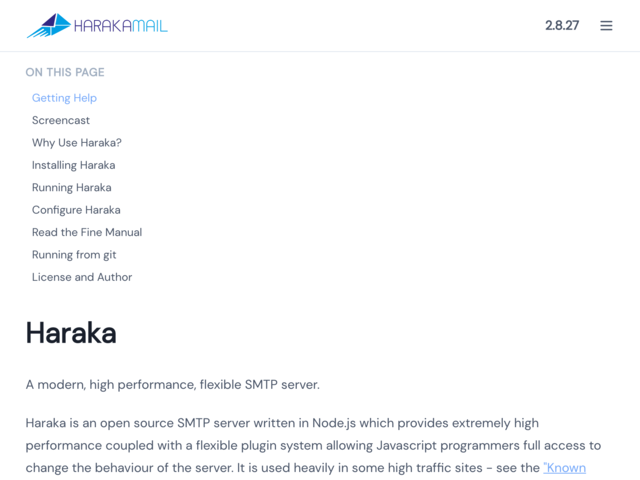 HARAKAMAIL
2.8.27
ON THIS PAGE
Getting Help
Screencast
Why Use Haraka?
Installing Haraka
Running Haraka
Configure Haraka
Read the Fine Manual
Running from git
License and Author
Haraka
A modern, high performance, flexible SMTP server.
Haraka is an open source SMTP server written in Node.js which provides extremely high
performance coupled with a flexible plugin system allowing Javascript programmers full access to
change the behaviour of the server. It is used heavily in some high traffic sites - see the "Known